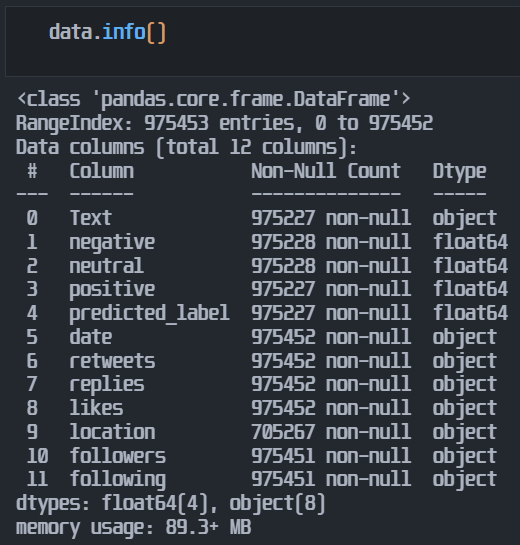 data.info()
<class 'pandas.core.frame.DataFrame'>
RangeIndex: 975453 entries, 0 to 975452
Data columns (total 12 columns):
 #   Column           Non-Null Count   Dtype
---  ------           --------------   -----
 0   Text             975227 non-null  object
 1   negative         975228 non-null  float64
 2   neutral          975228 non-null  float64
 3   positive         975227 non-null  float64
 4   predicted_label  975227 non-null  float64
 5   date             975452 non-null  object
 6   retweets         975452 non-null  object
 7   replies          975452 non-null  object
 8   likes            975452 non-null  object
 9   location         705267 non-null  object
 10  followers        975451 non-null  object
 11  following        975451 non-null  object
dtypes: float64(4), object(8)
memory usage: 89.3+ MB